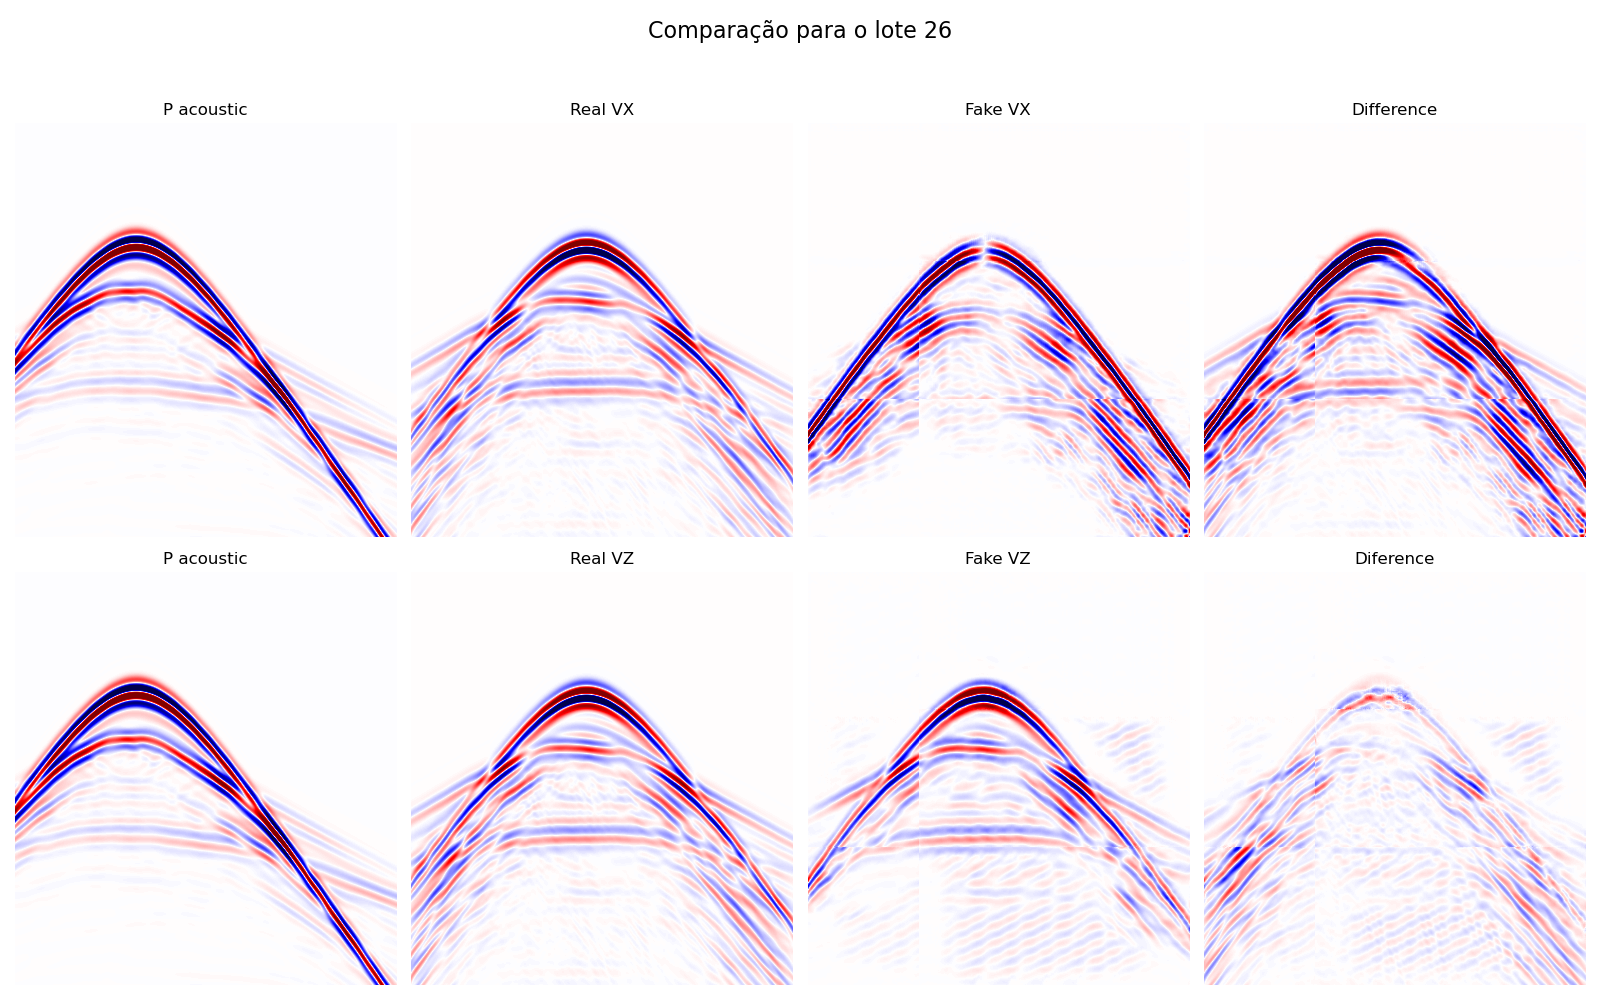 Comparação para o lote 26
P acoustic
Real VX
Fake VX
Difference
P acoustic
Real VZ
Fake VZ
Diference